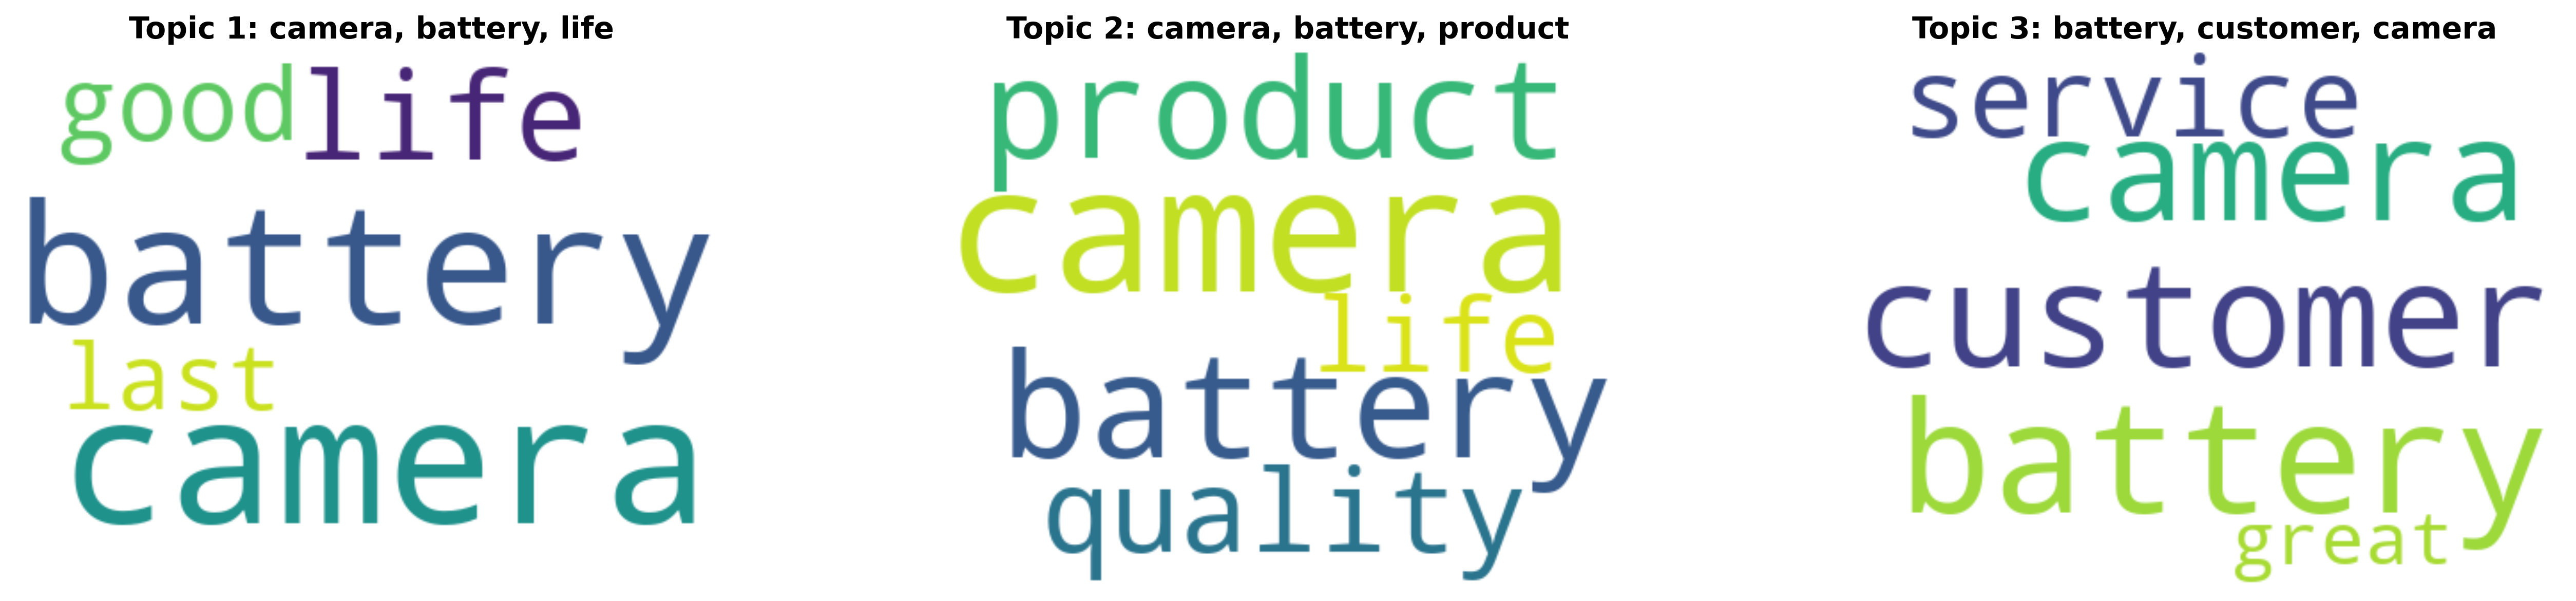 Topic 1: camera, battery, life
good life
battery
last
camera
Topic 2: camera, battery, product
product
camera
life
battery
quality
Topic 3: battery, customer, camera
service
camera
customer
battery
great